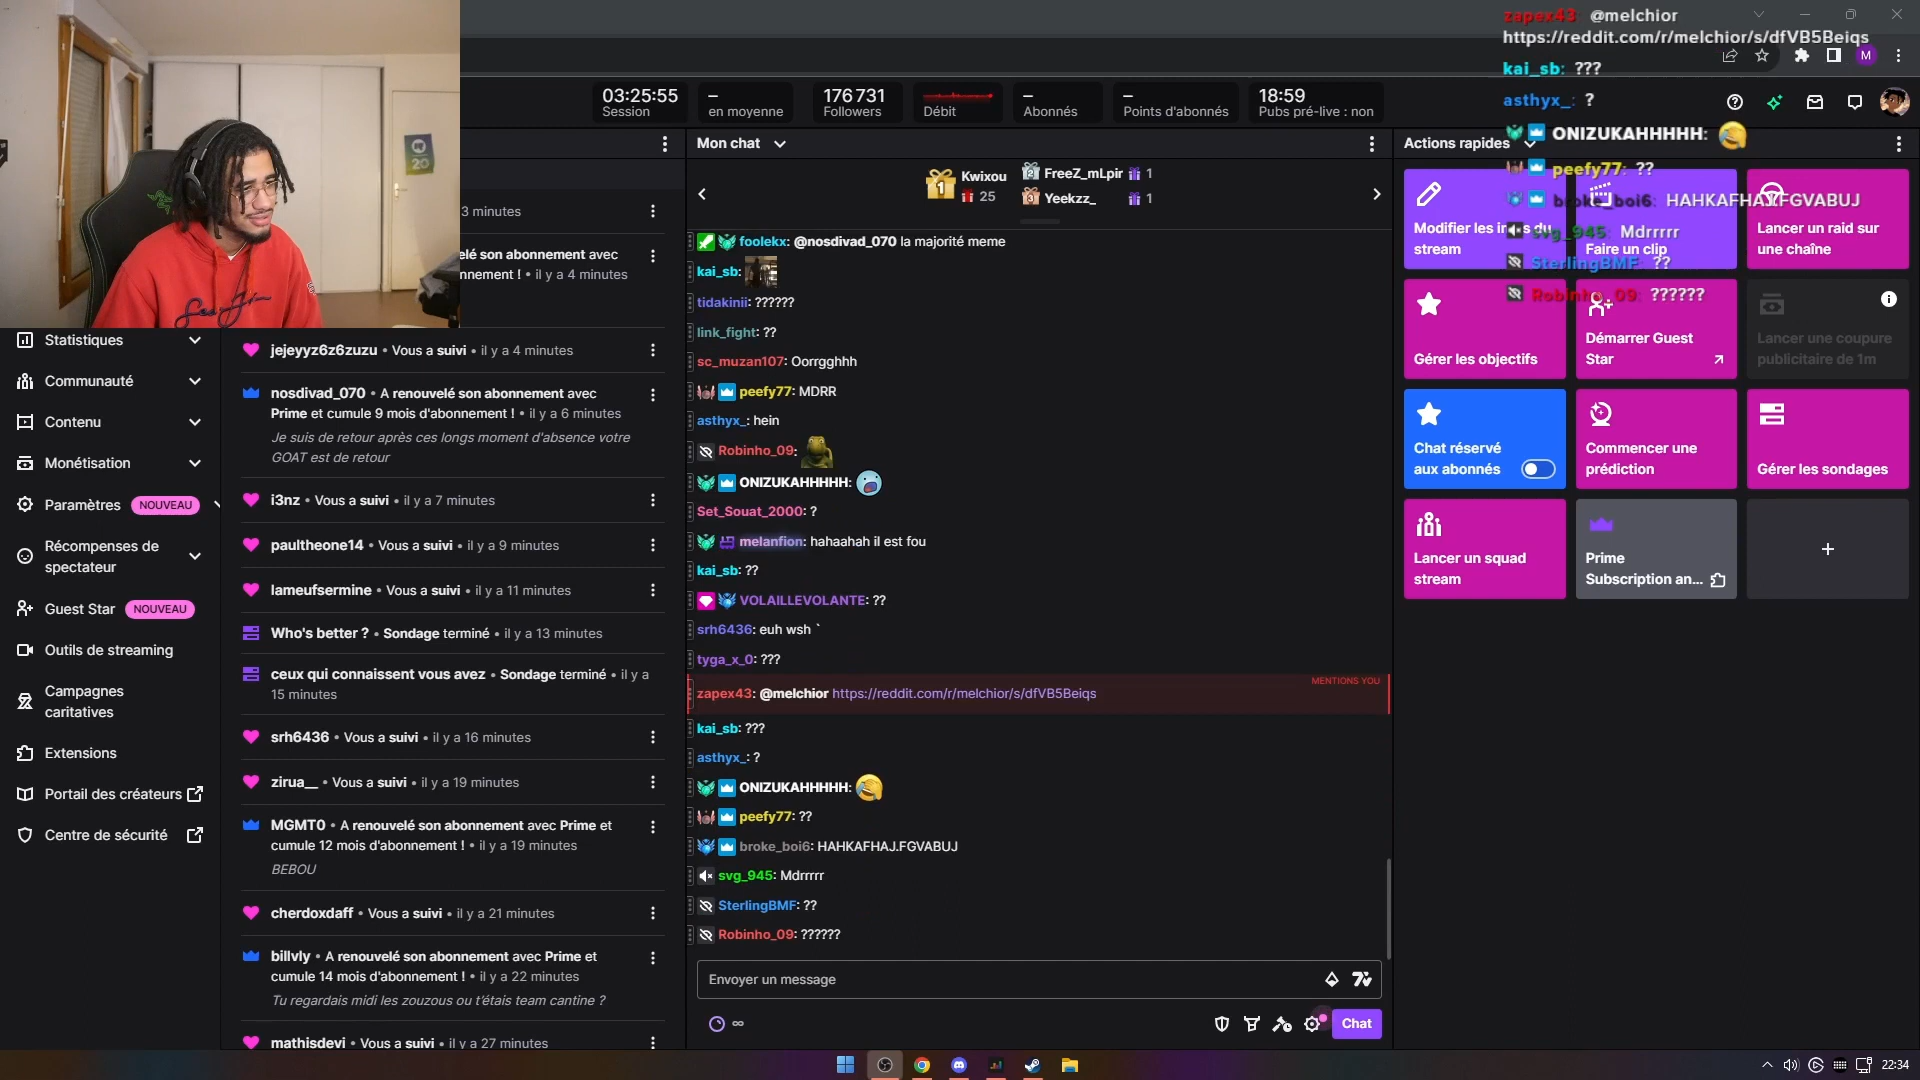 zapex43: @melchior
https://reddit.com/r/melchior/s/dfVB5Beiqs
kai_sb: ???
asthyx_: ?
ONIZUKAHHHHH:
peefy77: ??
broke_boi6: HAHKAFHAJ.FGVABUJ
svg_945: Mdrrrrr
SterlingBMF: ??
Robinho_09: ??????
M
03:25:55
Session
–
en moyenne
176 731
Followers
Débit
–
Abonnés
–
Points d'abonnés
18:59
Pubs pré-live : non
20
Statistiques
Communauté
Contenu
Monétisation
Paramètres NOUVEAU
Récompenses de
spectateur
Guest Star NOUVEAU
Outils de streaming
Campagnes
caritatives
Extensions
Portail des créateurs
Centre de sécurité
3 minutes
elé son abonnement avec
nnement ! • il y a 4 minutes
jejeyyz6z6zuzu • Vous a suivi • il y a 4 minutes
nosdivad_070 • A renouvelé son abonnement avec
Prime et cumule 9 mois d'abonnement ! • il y a 6 minutes
Je suis de retour après ces longs moment d'absence votre
GOAT est de retour
i3nz • Vous a suivi • il y a 7 minutes
paultheone14 • Vous a suivi • il y a 9 minutes
lameufsermine • Vous a suivi • il y a 11 minutes
Who's better ? • Sondage terminé • il y a 13 minutes
ceux qui connaissent vous avez • Sondage terminé • il y a
15 minutes
srh6436 • Vous a suivi • il y a 16 minutes
zirua__ • Vous a suivi • il y a 19 minutes
MGMT0 • A renouvelé son abonnement avec Prime et
cumule 12 mois d'abonnement ! • il y a 19 minutes
BEBOU
cherdoxdaff • Vous a suivi • il y a 21 minutes
billvly • A renouvelé son abonnement avec Prime et
cumule 14 mois d'abonnement ! • il y a 22 minutes
Tu regardais midi les zouzous ou t'étais team cantine ?
mathisdevi • Vous a suivi • il y a 27 minutes
Mon chat
1 Kwixou
25
2 FreeZ_mLpir 1
3 Yeekzz_ 1
foolekx: @nosdivad_070 la majorité meme
kai_sb:
tidakinii: ??????
link_fight: ??
sc_muzan107: Oorrgghhh
peefy77: MDRR
asthyx_: hein
Robinho_09:
ONIZUKAHHHHH:
Set_Souat_2000: ?
melanfion: hahaahah il est fou
kai_sb: ??
VOLAILLEVOLANTE: ??
srh6436: euh wsh `
tyga_x_0: ???
MENTIONS YOU
zapex43: @melchior https://reddit.com/r/melchior/s/dfVB5Beiqs
kai_sb: ???
asthyx_: ?
ONIZUKAHHHHH:
peefy77: ??
broke_boi6: HAHKAFHAJ.FGVABUJ
svg_945: Mdrrrrr
SterlingBMF: ??
Robinho_09: ??????
Envoyer un message
Chat
Actions rapides
Modifier les infos du
stream
Faire un clip
Lancer un raid sur
une chaîne
Gérer les objectifs
Démarrer Guest
Star
Lancer une coupure
publicitaire de 1m
Chat réservé
aux abonnés
Commencer une
prédiction
Gérer les sondages
Lancer un squad
stream
Prime
Subscription an...
22:34